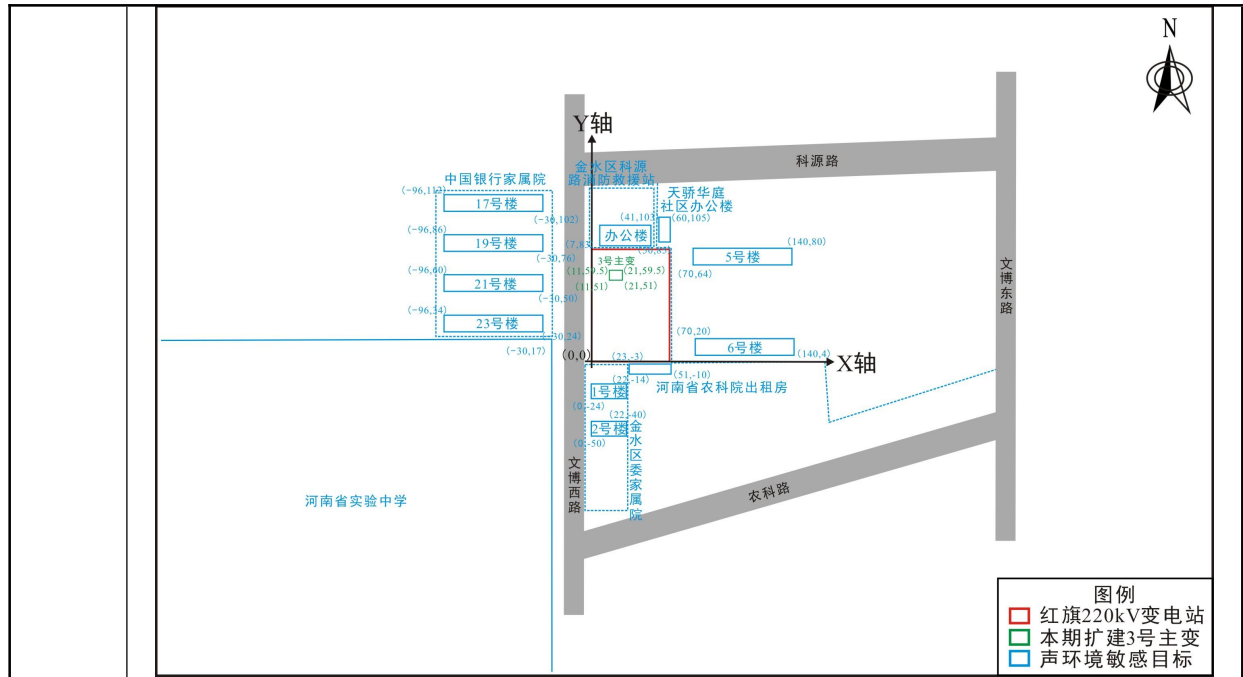 N
Y轴
科源路
金水区科源
路消防救援站
中国银行家属院
天骄华庭
社区办公楼
(-96,112)
17号楼
(-30,102)
(41,103)
(60,105)
办公楼
(-96,86)
19号楼
(-30,76)
(7,83)
5号楼
(140,80)
3号主变
(11,59.5)
(21,59.5)
(70,64)
(-96,60)
21号楼
(-30,50)
(11,51)
(21,51)
文博东路
(-96,34)
23号楼
(-30,24)
(70,20)
6号楼
(140,4)
(-30,17)
(0,0)
(23,-3)
X轴
(22,-14)
(51,-10)
河南省农科院出租房
1号楼
(0,-24)
(22,-40)
2号楼
(0,-50)
金水区委家属院
文博西路
农科路
河南省实验中学
图例
红旗220kV变电站
本期扩建3号主变
声环境敏感目标